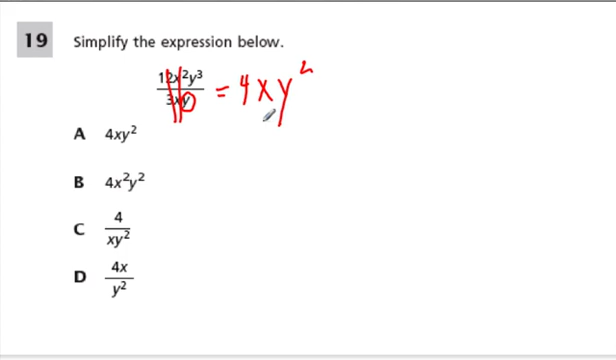 19 Simplify the expression below.
12x²y³ / 3xy = 4xy²
A 4xy²
B 4x²y²
C 4 / xy²
D 4x / y²